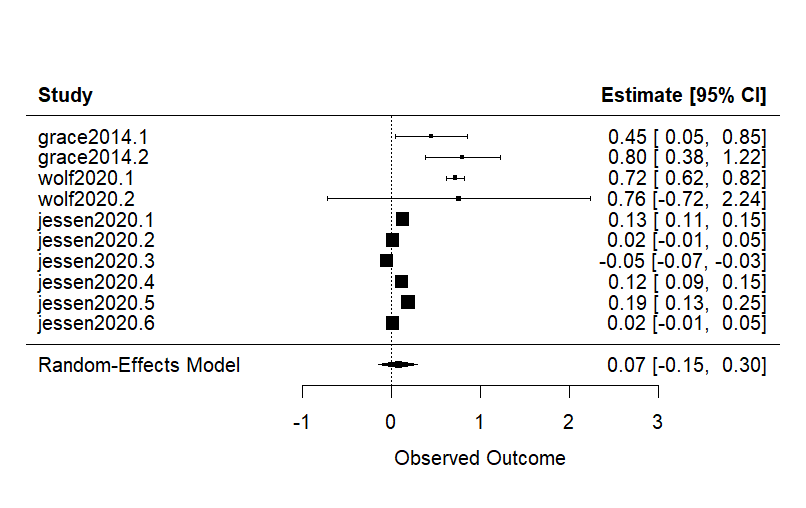 Study Estimate [95% CI]
grace2014.1 0.45 [ 0.05, 0.85]
grace2014.2 0.80 [ 0.38, 1.22]
wolf2020.1 0.72 [ 0.62, 0.82]
wolf2020.2 0.76 [-0.72, 2.24]
jessen2020.1 0.13 [ 0.11, 0.15]
jessen2020.2 0.02 [-0.01, 0.05]
jessen2020.3 -0.05 [-0.07, -0.03]
jessen2020.4 0.12 [ 0.09, 0.15]
jessen2020.5 0.19 [ 0.13, 0.25]
jessen2020.6 0.02 [-0.01, 0.05]
Random-Effects Model 0.07 [-0.15, 0.30]
-1 0 1 2 3
Observed Outcome